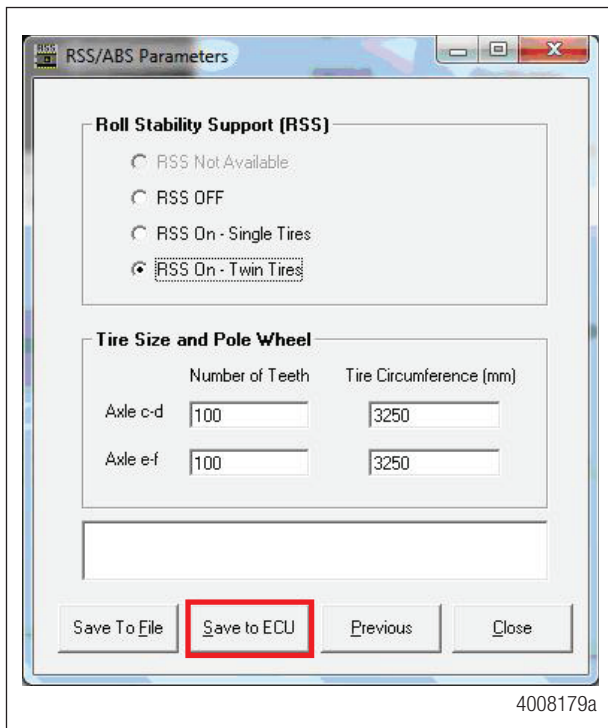 RSS
RSS/ABS Parameters
Roll Stability Support (RSS)
RSS Not Available
RSS OFF
RSS On - Single Tires
RSS On - Twin Tires
Tire Size and Pole Wheel
Number of Teeth Tire Circumference (mm)
Axle c-d 100 3250
Axle e-f 100 3250
Save To File Save to ECU Previous Close
4008179a